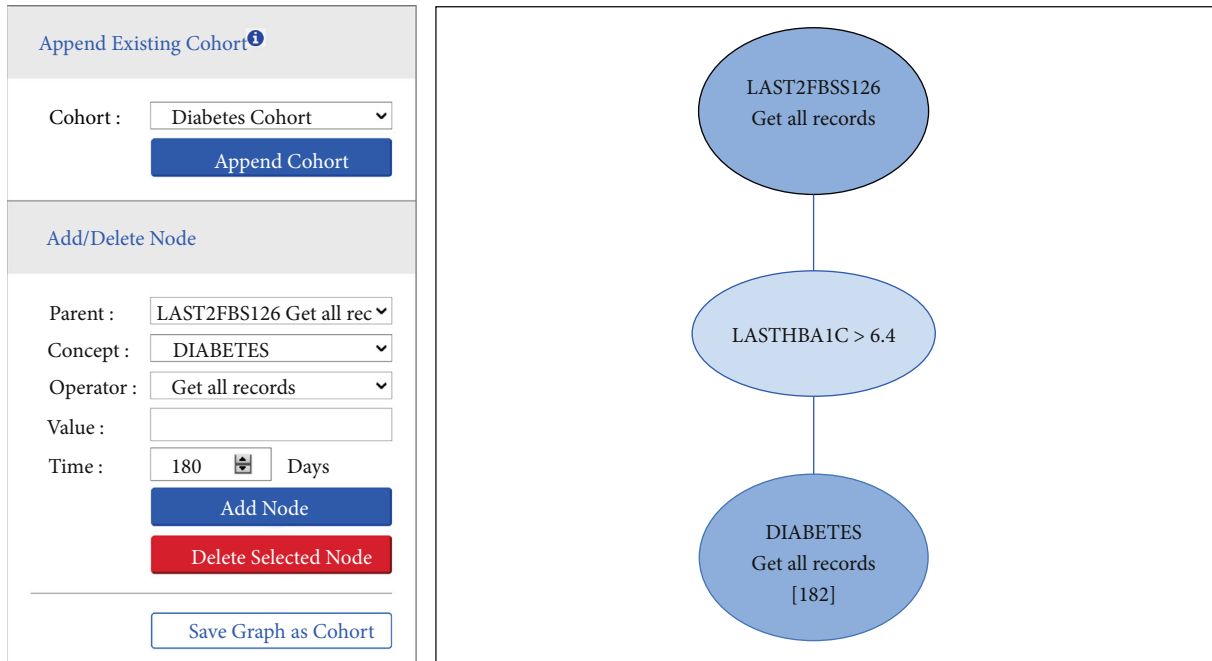 Append Existing Cohort i
Cohort : Diabetes Cohort
Append Cohort
Add/Delete Node
Parent : LAST2FBS126 Get all rec
Concept : DIABETES
Operator : Get all records
Value :
Time : 180 Days
Add Node
Delete Selected Node
Save Graph as Cohort
LAST2FBSS126
Get all records
LASTHBA1C > 6.4
DIABETES
Get all records
[182]